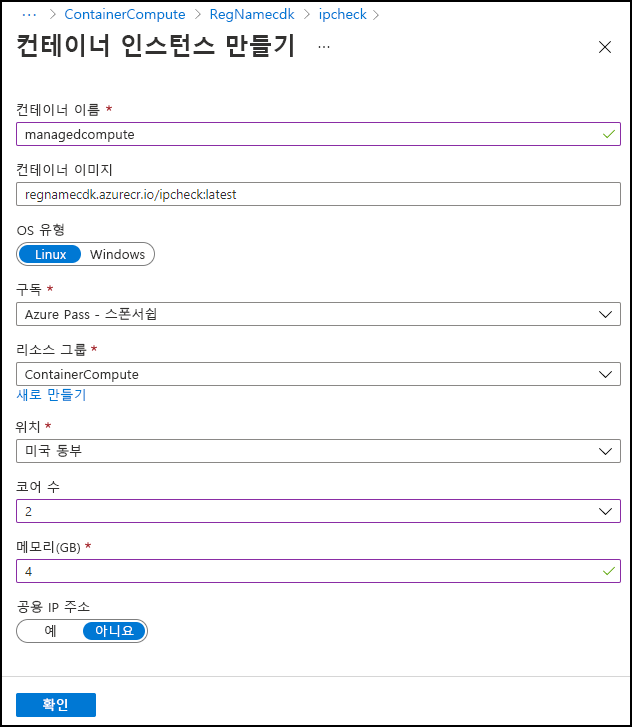 ··· > ContainerCompute > RegNamecdk > ipcheck >
컨테이너 인스턴스 만들기 ···
컨테이너 이름 *
managedcompute
컨테이너 이미지
regnamecdk.azurecr.io/ipcheck:latest
OS 유형
Linux Windows
구독 *
Azure Pass - 스폰서쉽
리소스 그룹 *
ContainerCompute
새로 만들기
위치 *
미국 동부
코어 수
2
메모리(GB) *
4
공용 IP 주소
예 아니요
확인